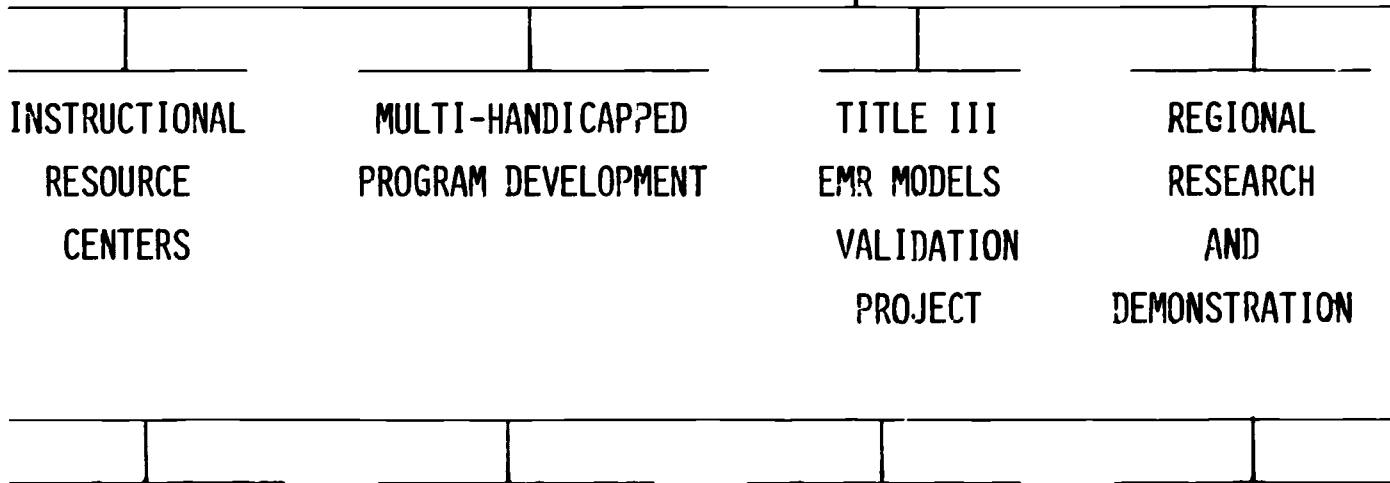 INSTRUCTIONAL
RESOURCE
CENTERS
MULTI-HANDICAPPED
PROGRAM DEVELOPMENT
TITLE III
EMR MODELS
VALIDATION
PROJECT
REGIONAL
RESEARCH
AND
DEMONSTRATION